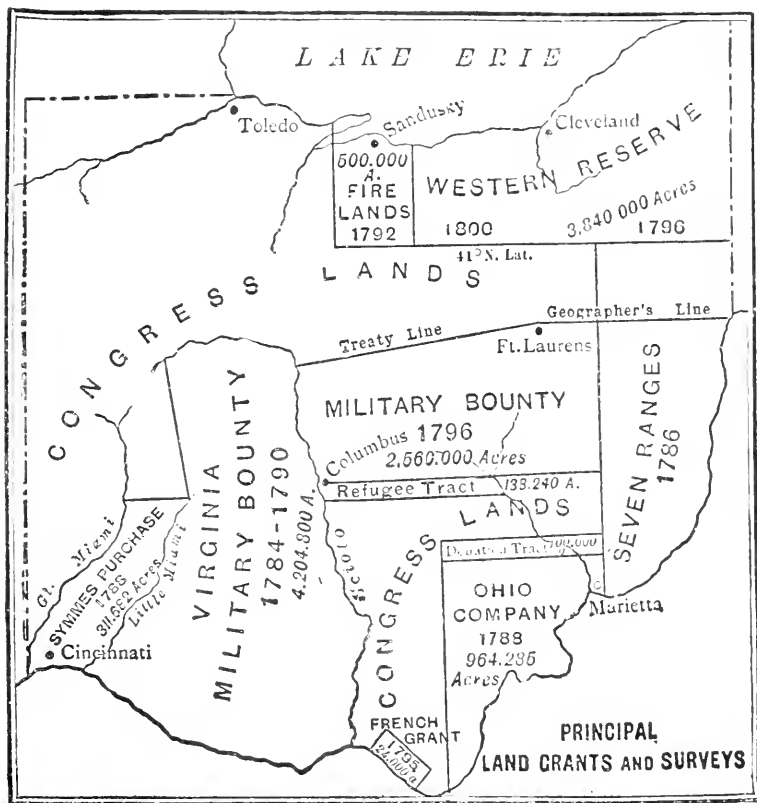 LAKE ERIE
Toledo
Sandusky
Cleveland
500.000
A.
FIRE
LANDS
1792
WESTERN RESERVE
1800
3,840 000 Acres
1796
41° N. Lat.
CONGRESS LANDS
Treaty Line
Geographer's Line
Ft. Laurens
MILITARY BOUNTY
1796
2,560.000 Acres
Columbus
Refugee Tract
133.240 A.
SEVEN RANGES
1786
VIRGINIA
MILITARY BOUNTY
1784-1790
4.204.800 A.
Scioto
CONGRESS LANDS
Donation Tract
100,000
OHIO
COMPANY
1788
964.285
Acres
Marietta
Gt. Miami
SYMMES PURCHASE
311.682 Acres
Little Miami
Cincinnati
FRENCH
GRANT
1795
24.000 a.
PRINCIPAL
LAND GRANTS AND SURVEYS